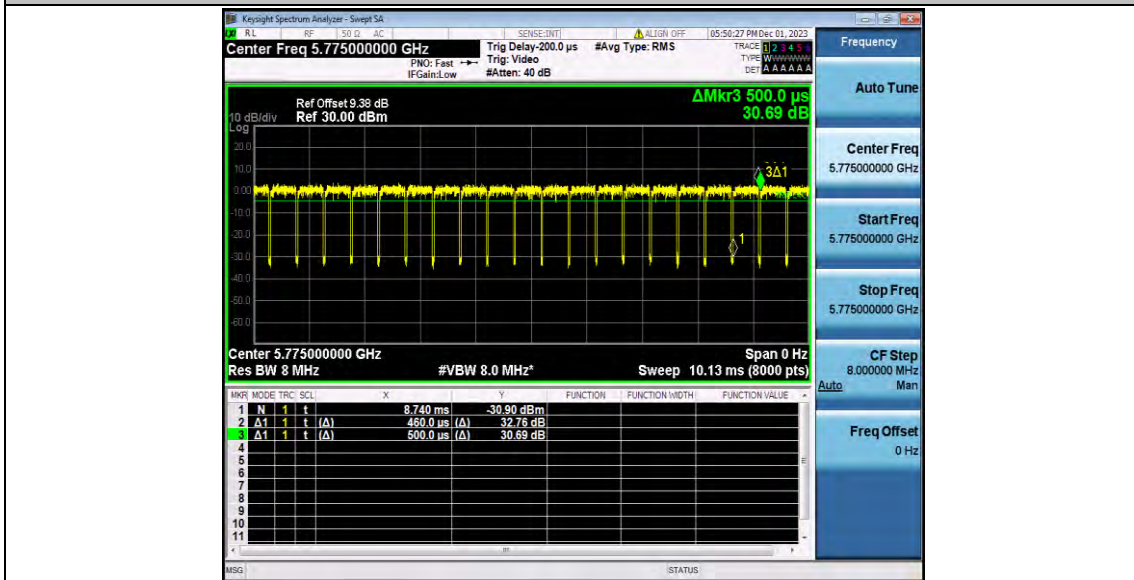 Keysight Spectrum Analyzer - Swept SA
RL RF 50 Ω AC SENSE:INT ALIGN OFF 05:50:27 PM Dec 01, 2023
Center Freq 5.775000000 GHz Trig Delay-200.0 µs #Avg Type: RMS TRACE 1 2 3 4 5 6
PNO: Fast Trig: Video TYPE W
IFGain:Low #Atten: 40 dB DET A A A A A A
Frequency
Auto Tune
Center Freq
5.775000000 GHz
Start Freq
5.775000000 GHz
Stop Freq
5.775000000 GHz
CF Step
8.000000 MHz
Auto Man
Freq Offset
0 Hz
ΔMkr3 500.0 µs
30.69 dB
Ref Offset 9.38 dB
10 dB/div Ref 30.00 dBm
Log
20.0
10.0
0.00
-10.0
-20.0
-30.0
-40.0
-50.0
-60.0
3Δ1
1
Center 5.775000000 GHz Span 0 Hz
Res BW 8 MHz #VBW 8.0 MHz* Sweep 10.13 ms (8000 pts)
MKR MODE TRC SCL X Y FUNCTION FUNCTION WIDTH FUNCTION VALUE
1 N 1 t 8.740 ms -30.90 dBm
2 Δ1 1 t (Δ) 460.0 µs (Δ) 32.76 dB
3 Δ1 1 t (Δ) 500.0 µs (Δ) 30.69 dB
4
5
6
7
8
9
10
11
MSG STATUS